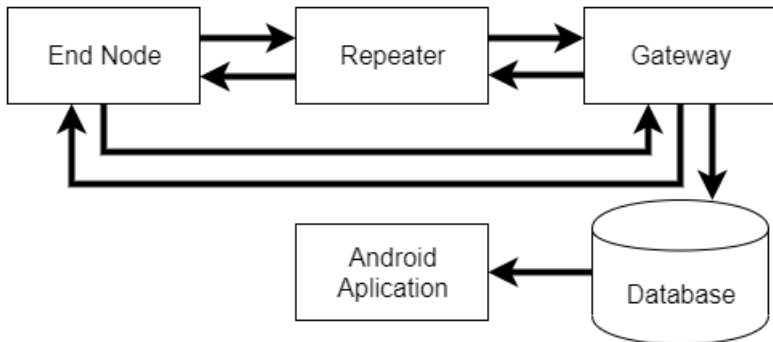 End Node
Repeater
Gateway
Android
Aplication
Database